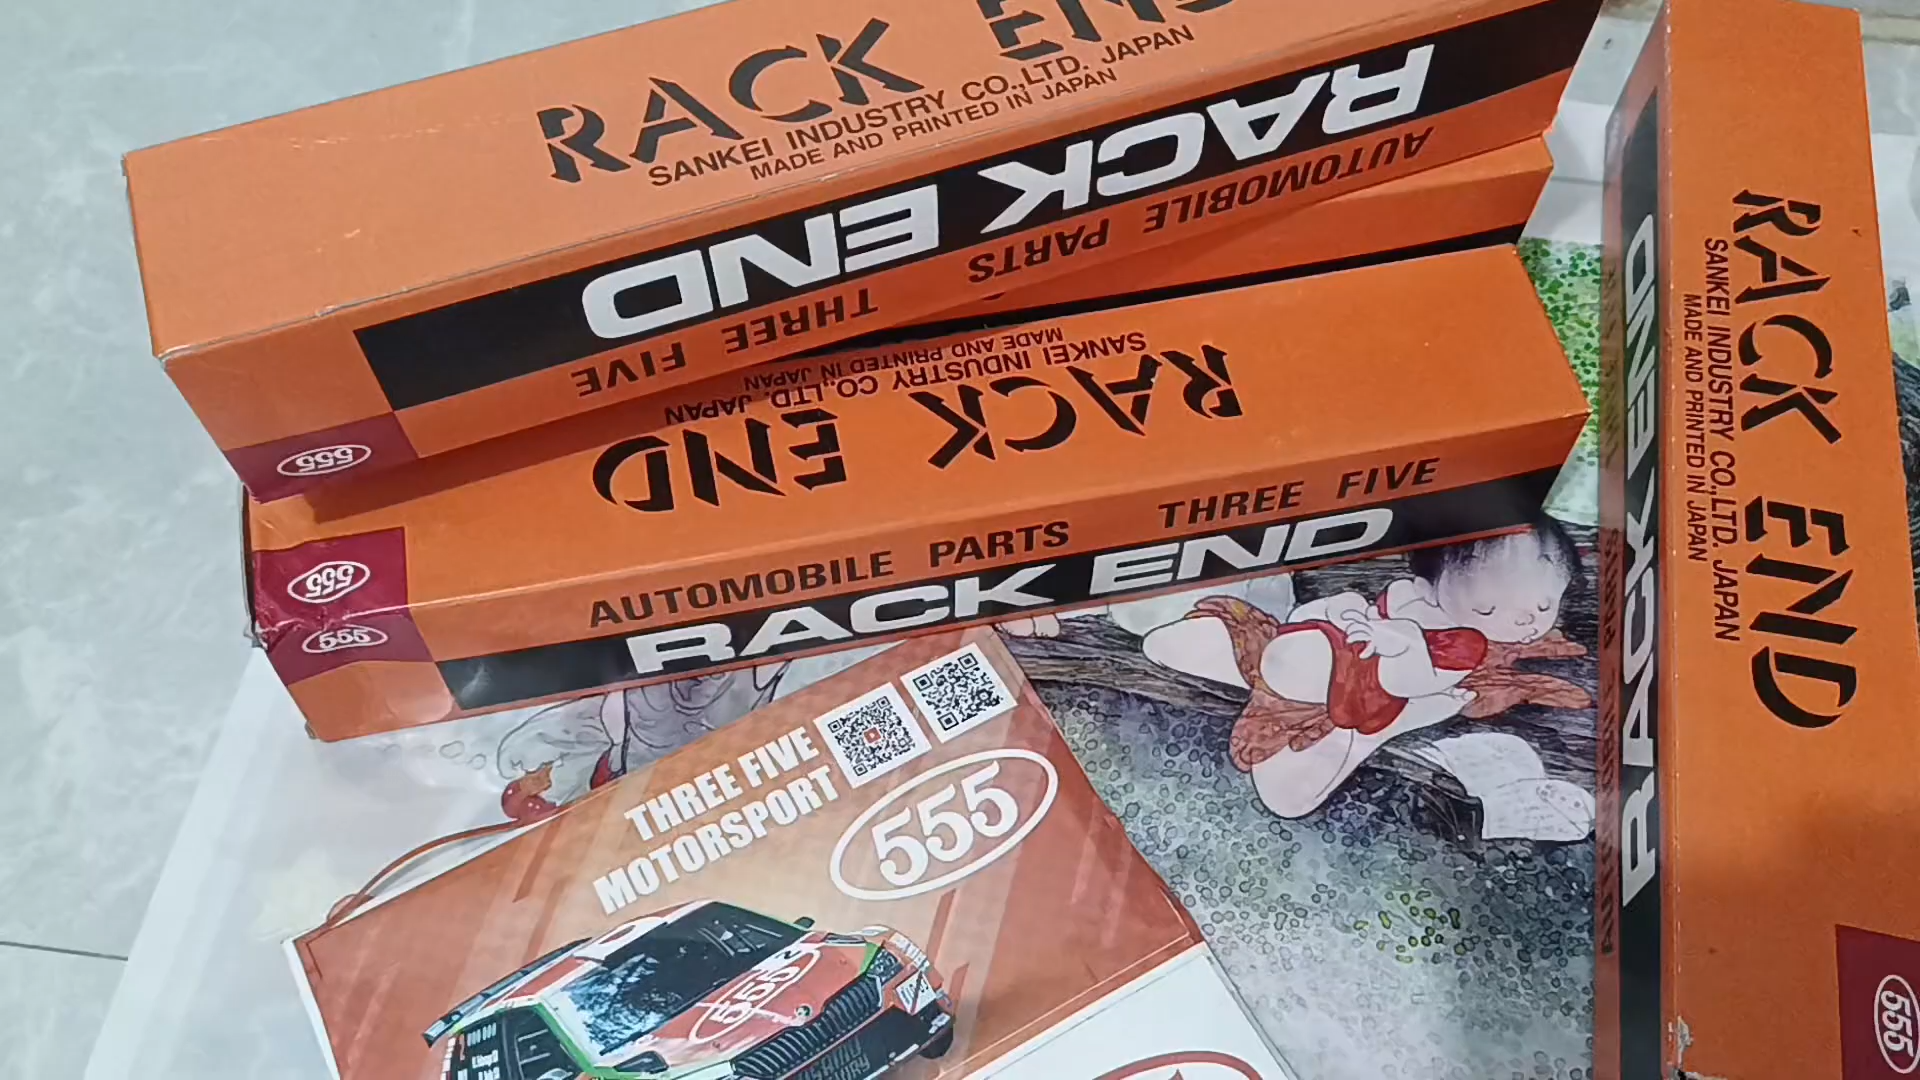 RACK END
SANKEI INDUSTRY CO.,LTD. JAPAN
MADE AND PRINTED IN JAPAN
RACK END
AUTOMOBILE PARTS THREE FIVE
555
RACK END
SANKEI INDUSTRY CO.,LTD. JAPAN
MADE AND PRINTED IN JAPAN
555
AUTOMOBILE PARTS THREE FIVE
RACK END
555
RACK END
SANKEI INDUSTRY CO.,LTD. JAPAN
MADE AND PRINTED IN JAPAN
RACK END
555
THREE FIVE
MOTORSPORT
555
555